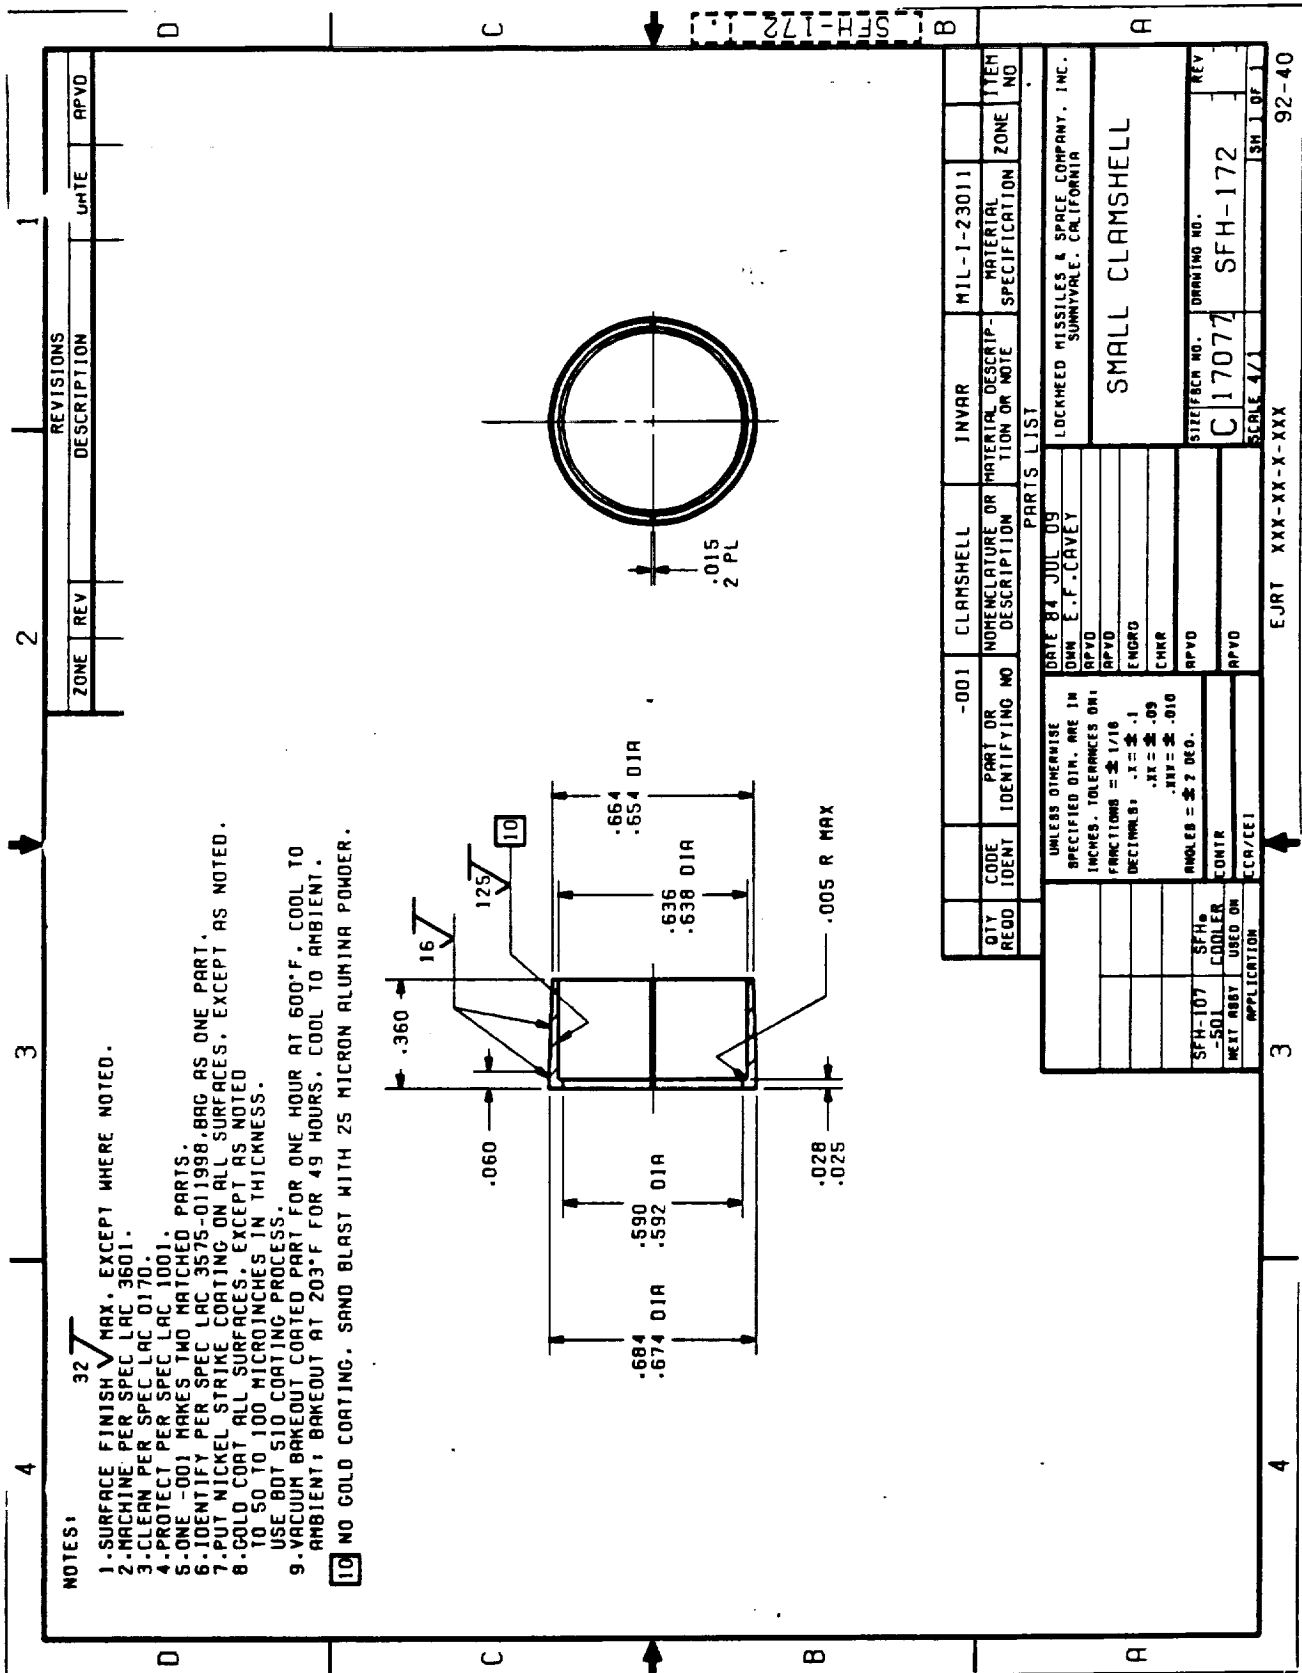 4
3
2
1
D
C
B
A
SFH-172
REVISIONS
ZONE
REV
DESCRIPTION
APVD
NOTES:
32
1.SURFACE FINISH √ MAX, EXCEPT WHERE NOTED.
2.MACHINE PER SPEC LAC 3601.
3.CLEAN PER SPEC LAC 0170.
4.PROTECT PER SPEC LAC 1001.
5.ONE -001 MAKES TWO MATCHED PARTS.
6.IDENTIFY PER SPEC LAC 3575-011998,BAG AS ONE PART.
7.PUT NICKEL STRIKE COATING ON ALL SURFACES, EXCEPT AS NOTED.
8.GOLD COAT ALL SURFACES, EXCEPT AS NOTED
TO 50 TO 100 MICROINCHES IN THICKNESS.
USE BDT 510 COATING PROCESS.
9.VACUUM BAKEOUT COATED PART FOR ONE HOUR AT 600°F, COOL TO
AMBIENT; BAKEOUT AT 203°F FOR 49 HOURS, COOL TO AMBIENT.
10 NO GOLD COATING, SAND BLAST WITH 25 MICRON ALUMINA POWDER.
16
125
10
.360
.060
.684
.674 DIA
.590
.592 DIA
.636
.638 DIA
.664
.654 DIA
.028
.025
.005 R MAX
.015
2 PL
-001
CLAMSHELL
INVAR
MIL-I-23011
QTY
REQD
CODE
IDENT
PART OR
IDENTIFYING NO
NOMENCLATURE OR
DESCRIPTION
MATERIAL DESCRIP-
TION OR NOTE
MATERIAL
SPECIFICATION
ZONE
ITEM
NO
PARTS LIST
SFH-107
-501
SFHe
COOLER
NEXT ASSY
USED ON
APPLICATION
UNLESS OTHERWISE
SPECIFIED DIM. ARE IN
INCHES. TOLERANCES ON:
FRACTIONS = ± 1/16
DECIMALS: .X = ± .1
.XX = ± .03
.XXX = ± .010
ANGLES = ± 2 DEG.
CONTR
CCA/CEI
DATE 84 JUL 09
DWN E.F.CAVEY
APVD
APVD
ENGRG
CHKR
APVD
APVD
LOCKHEED MISSILES & SPACE COMPANY, INC.
SUNNYVALE, CALIFORNIA
SMALL CLAMSHELL
SIZE
FSCM NO.
DRAWING NO.
REV
C
17077
SFH-172
SCALE 4/1
SH 1 OF 1
4
3
EJRT XXX-XX-X-XXX
92-40
D
C
B
A